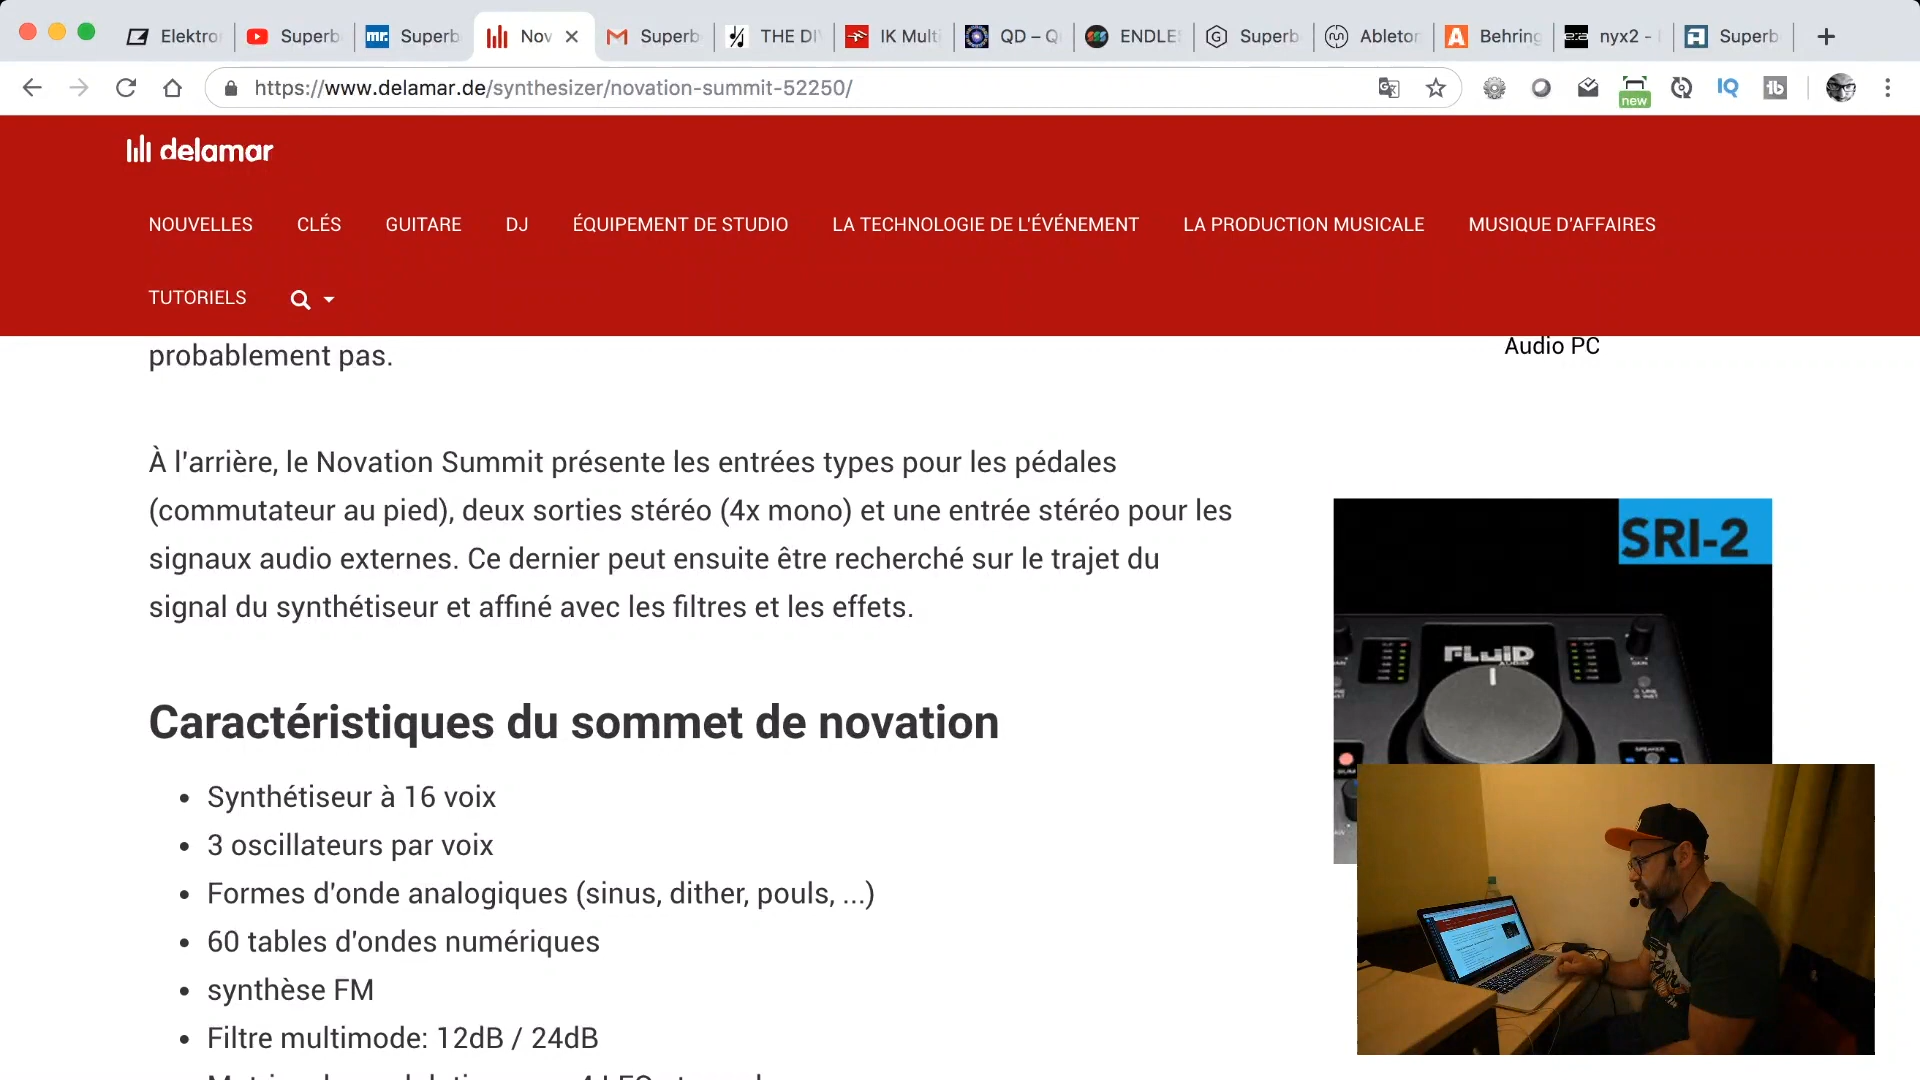 Elektro
Superb
Superb
Nov
Superb
THE DI
IK Mult
QD – Q
ENDLE
Superb
Ableto
Behring
nyx2 -
Superb
https://www.delamar.de/synthesizer/novation-summit-52250/
new
IQ
delamar
NOUVELLES CLÉS GUITARE DJ ÉQUIPEMENT DE STUDIO LA TECHNOLOGIE DE L'ÉVÉNEMENT LA PRODUCTION MUSICALE MUSIQUE D'AFFAIRES
TUTORIELS
probablement pas.
Audio PC
À l'arrière, le Novation Summit présente les entrées types pour les pédales
(commutateur au pied), deux sorties stéréo (4x mono) et une entrée stéréo pour les
signaux audio externes. Ce dernier peut ensuite être recherché sur le trajet du
signal du synthétiseur et affiné avec les filtres et les effets.
SRI-2
FLUID
AUDIO
SPEAKER
Caractéristiques du sommet de novation
• Synthétiseur à 16 voix
• 3 oscillateurs par voix
• Formes d'onde analogiques (sinus, dither, pouls, ...)
• 60 tables d'ondes numériques
• synthèse FM
• Filtre multimode: 12dB / 24dB